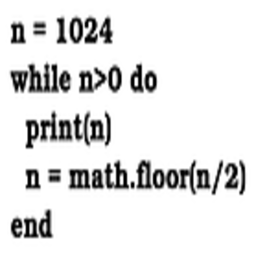 n = 1024
while n>0 do
print(n)
n = math.floor(n/2)
end